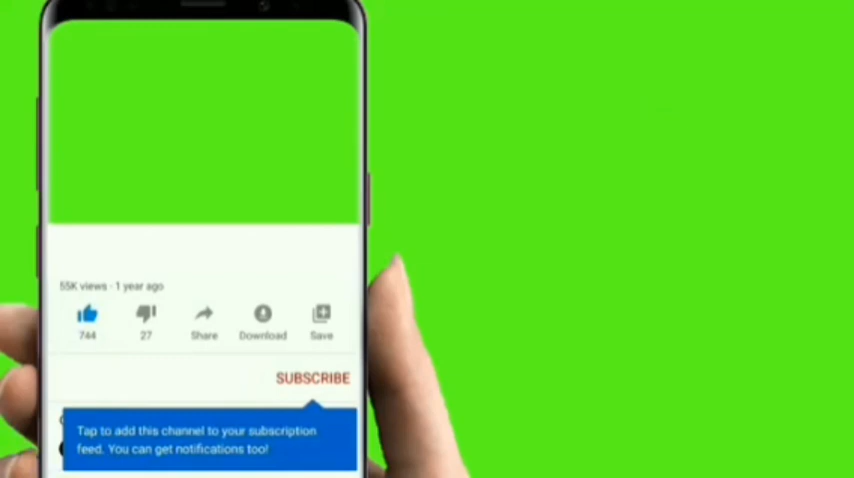 55K views · 1 year ago
744
27
Share
Download
Save
SUBSCRIBE
Tap to add this channel to your subscription
feed. You can get notifications too!